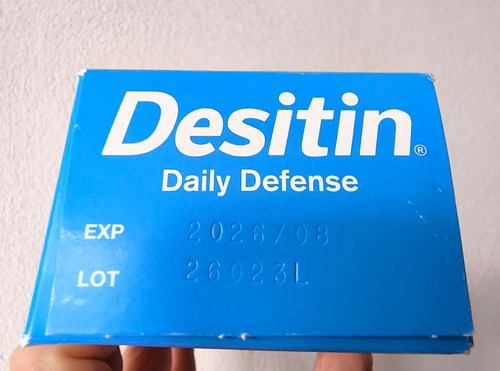 Desitin®
Daily Defense
EXP 2026/08
LOT 26023L